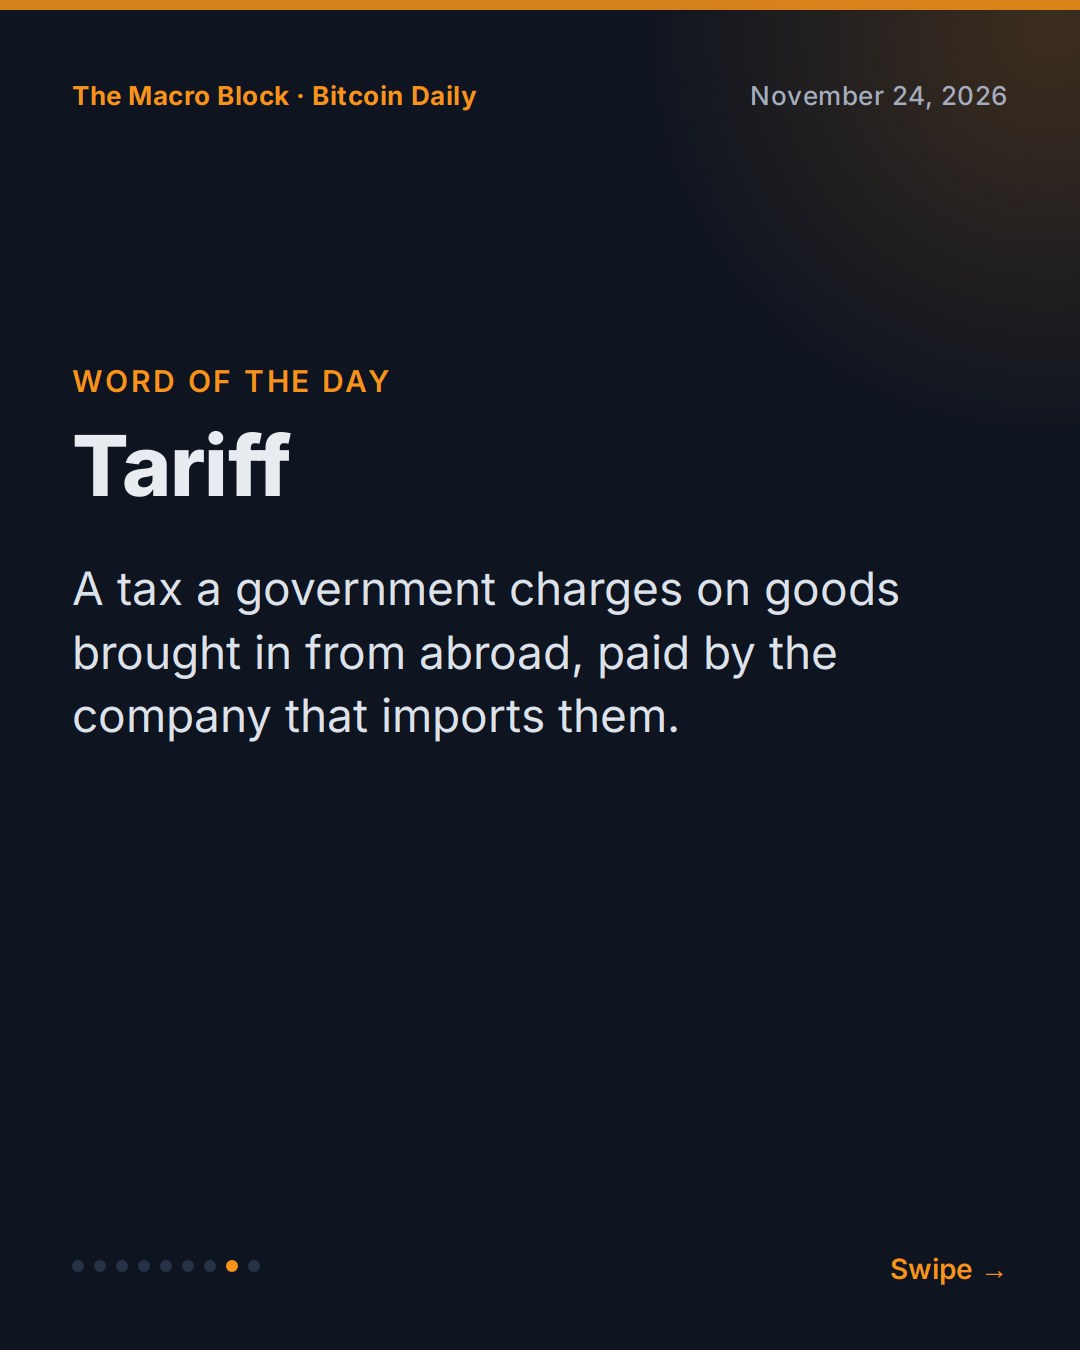 The Macro Block · Bitcoin Daily
November 24, 2026
WORD OF THE DAY
Tariff
A tax a government charges on goods
brought in from abroad, paid by the
company that imports them.
Swipe →